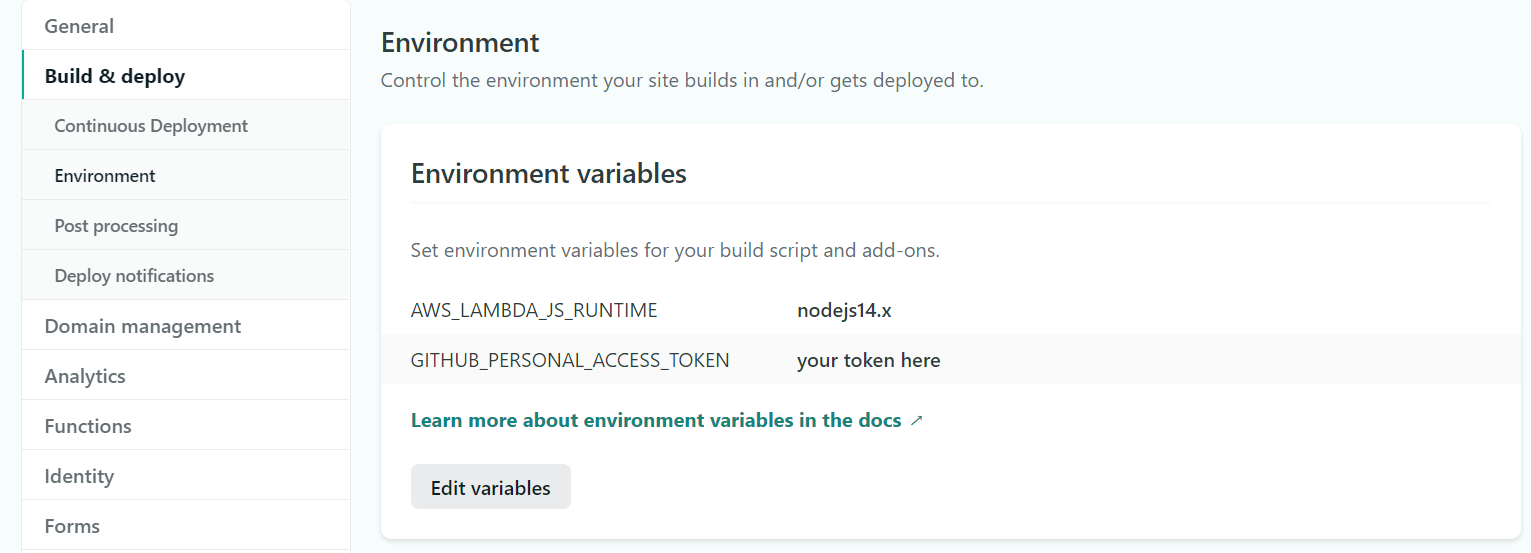 General
Build & deploy
Continuous Deployment
Environment
Post processing
Deploy notifications
Domain management
Analytics
Functions
Identity
Forms
Environment
Control the environment your site builds in and/or gets deployed to.
Environment variables
Set environment variables for your build script and add-ons.
AWS_LAMBDA_JS_RUNTIME nodejs14.x
GITHUB_PERSONAL_ACCESS_TOKEN your token here
Learn more about environment variables in the docs ↗
Edit variables